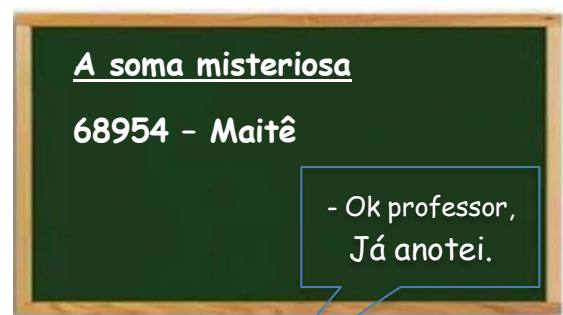 A soma misteriosa
68954 – Maitê
- Ok professor,
Já anotei.